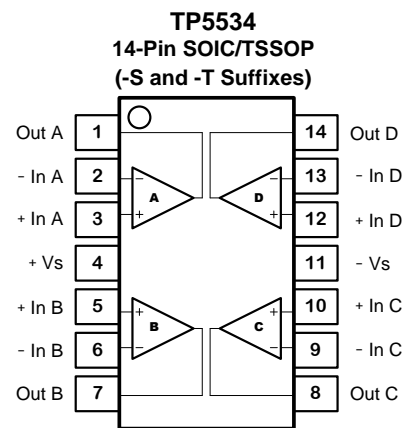 TP5534
14-Pin SOIC/TSSOP
(-S and -T Suffixes)
Out A 1 14 Out D
- In A 2 - - 13 - In D
A D
+ In A 3 + + 12 + In D
+ Vs 4 11 - Vs
+ In B 5 + + 10 + In C
B C
- In B 6 - - 9 - In C
Out B 7 8 Out C